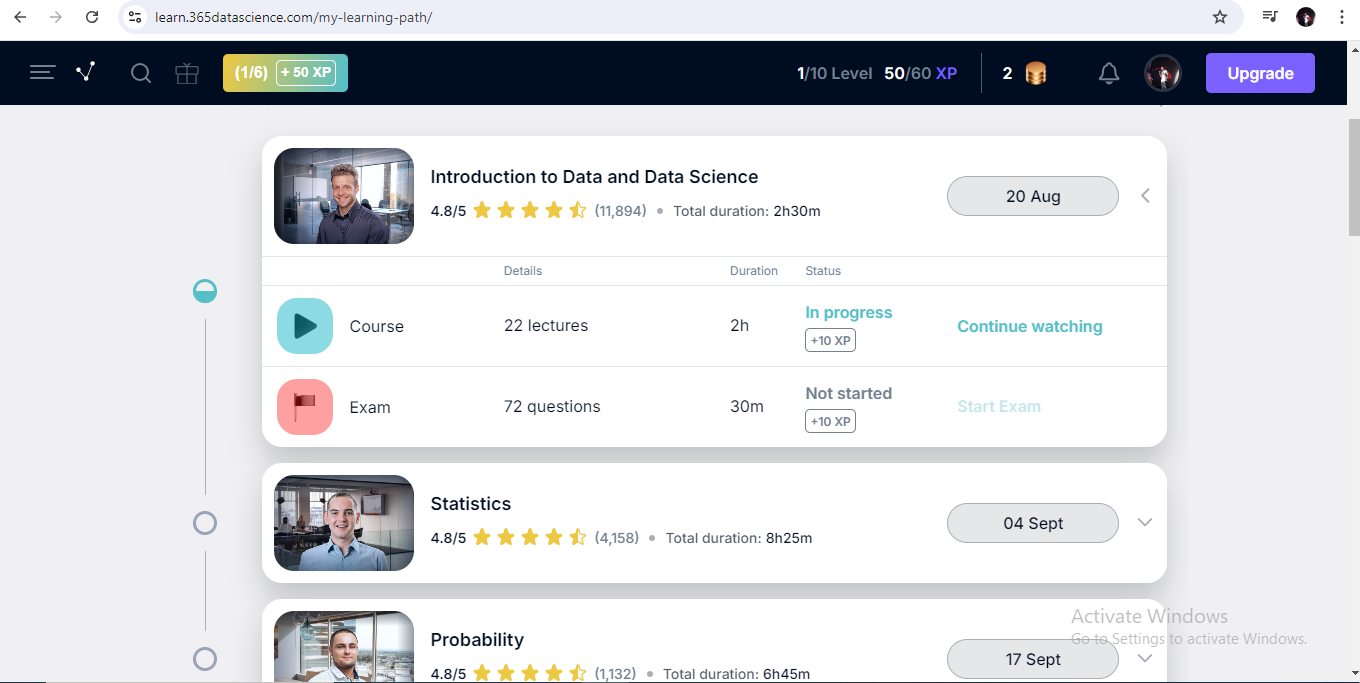 learn.365datascience.com/my-learning-path/
(1/6) + 50 XP 1/10 Level 50/60 XP 2 Upgrade
Introduction to Data and Data Science
4.8/5 (11,894) • Total duration: 2h30m
20 Aug
Details Duration Status
Course 22 lectures 2h In progress +10 XP Continue watching
Exam 72 questions 30m Not started +10 XP Start Exam
Statistics
4.8/5 (4,158) • Total duration: 8h25m
04 Sept
Probability
4.8/5 (1,132) • Total duration: 6h45m
17 Sept
Activate Windows
Go to Settings to activate Windows.